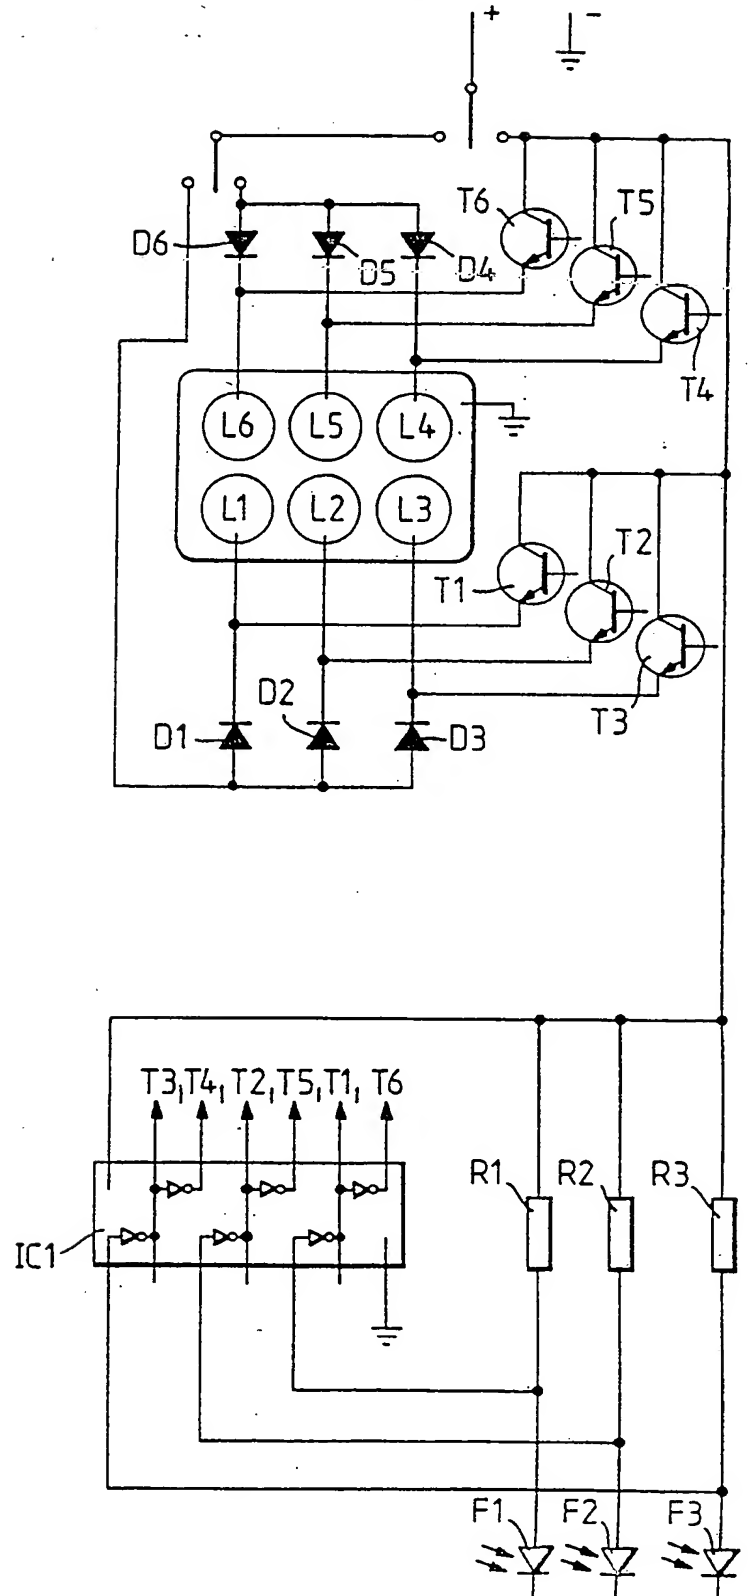 + −
T6 T5
D6 D5 D4
T4
L6 L5 L4
L1 L2 L3
T2
T1
D2 T3
D1 D3
T3, T4, T2, T5, T1, T6
R1 R2 R3
IC1
F1 F2 F3